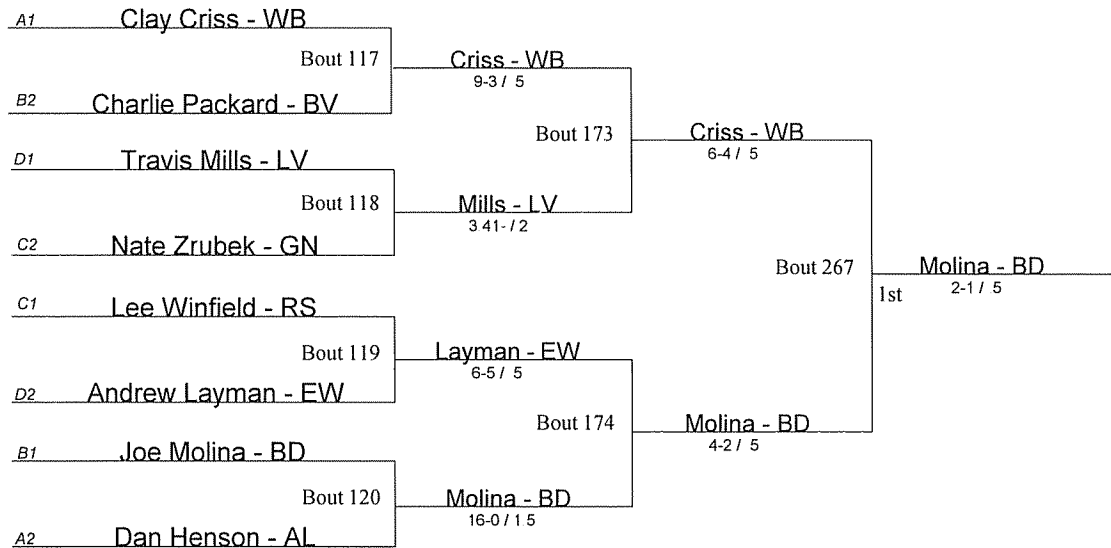 A1 Clay Criss - WB
Bout 117
Criss - WB
9-3 / 5
B2 Charlie Packard - BV
Bout 173
Criss - WB
6-4 / 5
D1 Travis Mills - LV
Bout 118
Mills - LV
3 41- / 2
C2 Nate Zrubek - GN
Bout 267
Molina - BD
2-1 / 5
1st
C1 Lee Winfield - RS
Bout 119
Layman - EW
6-5 / 5
D2 Andrew Layman - EW
Bout 174
Molina - BD
4-2 / 5
B1 Joe Molina - BD
Bout 120
Molina - BD
16-0 / 1 5
A2 Dan Henson - AL